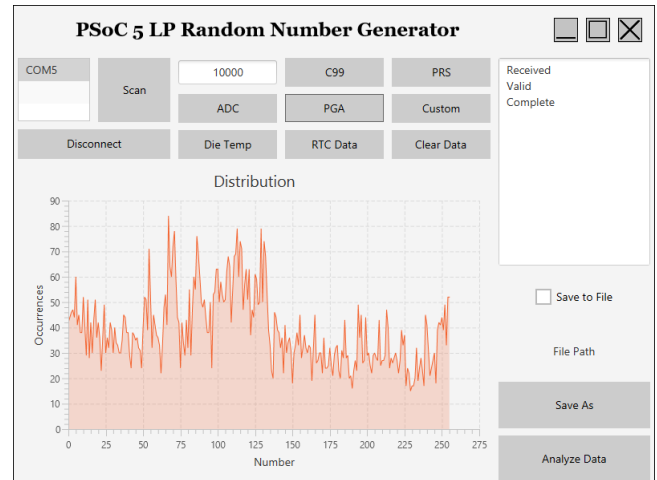 PSoC 5 LP Random Number Generator
COM5
Scan
10000
C99
PRS
ADC
PGA
Custom
Disconnect
Die Temp
RTC Data
Clear Data
Received
Valid
Complete
Distribution
Occurrences
90
80
70
60
50
40
30
20
10
0
0 25 50 75 100 125 150 175 200 225 250 275
Number
Save to File
File Path
Save As
Analyze Data